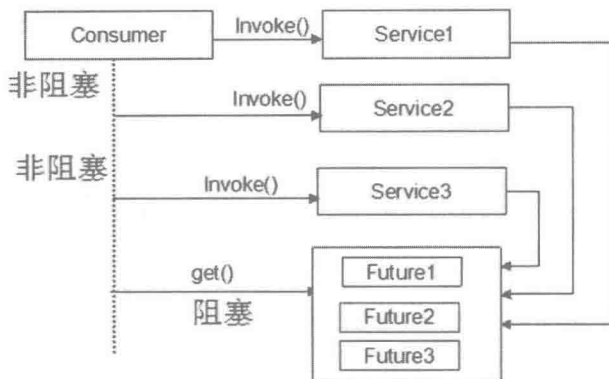 Consumer
Invoke()
Service1
非阻塞
Invoke()
Service2
非阻塞
Invoke()
Service3
get()
阻塞
Future1
Future2
Future3